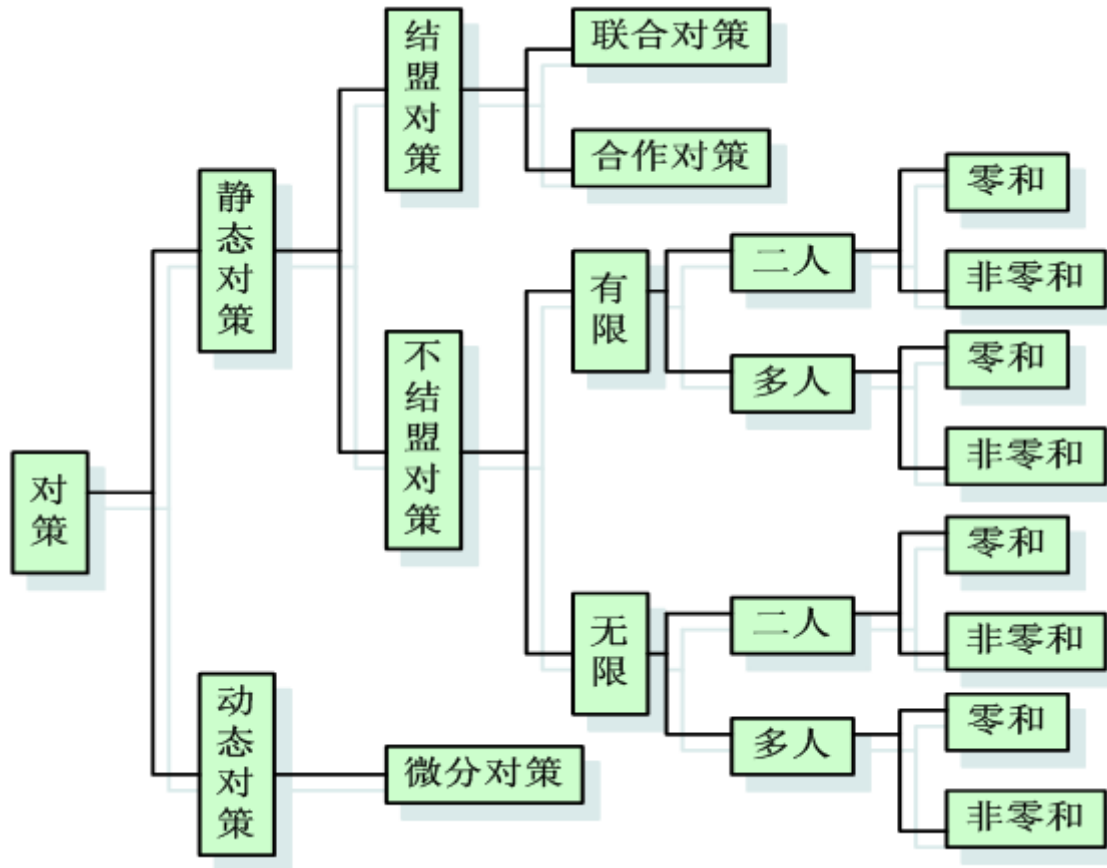 对策
静态对策
动态对策
结盟对策
不结盟对策
微分对策
联合对策
合作对策
有限
无限
二人
多人
二人
多人
零和
非零和
零和
非零和
零和
非零和
零和
非零和